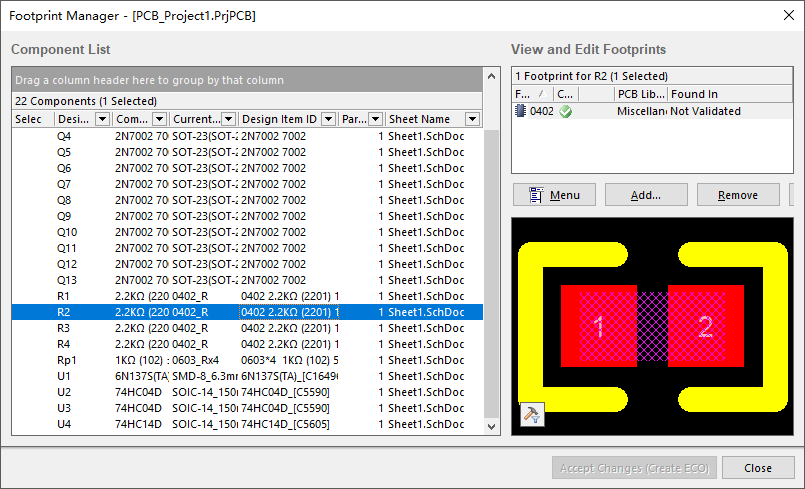 Footprint Manager - [PCB_Project1.PrjPCB]
Component List
Drag a column header here to group by that column
22 Components (1 Selected)
Selec Desi... Com... Current... Design Item ID Par... Sheet Name
Q4 2N7002 70 SOT-23(SOT-2 2N7002 7002 1 Sheet1.SchDoc
Q5 2N7002 70 SOT-23(SOT-2 2N7002 7002 1 Sheet1.SchDoc
Q6 2N7002 70 SOT-23(SOT-2 2N7002 7002 1 Sheet1.SchDoc
Q7 2N7002 70 SOT-23(SOT-2 2N7002 7002 1 Sheet1.SchDoc
Q8 2N7002 70 SOT-23(SOT-2 2N7002 7002 1 Sheet1.SchDoc
Q9 2N7002 70 SOT-23(SOT-2 2N7002 7002 1 Sheet1.SchDoc
Q10 2N7002 70 SOT-23(SOT-2 2N7002 7002 1 Sheet1.SchDoc
Q11 2N7002 70 SOT-23(SOT-2 2N7002 7002 1 Sheet1.SchDoc
Q12 2N7002 70 SOT-23(SOT-2 2N7002 7002 1 Sheet1.SchDoc
Q13 2N7002 70 SOT-23(SOT-2 2N7002 7002 1 Sheet1.SchDoc
R1 2.2KΩ (220 0402_R 0402 2.2KΩ (2201) 1 1 Sheet1.SchDoc
R2 2.2KΩ (220 0402_R 0402 2.2KΩ (2201) 1 1 Sheet1.SchDoc
R3 2.2KΩ (220 0402_R 0402 2.2KΩ (2201) 1 1 Sheet1.SchDoc
R4 2.2KΩ (220 0402_R 0402 2.2KΩ (2201) 1 1 Sheet1.SchDoc
Rp1 1KΩ (102) 0603_Rx4 0603*4 1KΩ (102) 5 1 Sheet1.SchDoc
U1 6N137S(TA) SMD-8_6.3m 6N137S(TA)_[C1649 1 Sheet1.SchDoc
U2 74HC04D SOIC-14_150 74HC04D_[C5590] 1 Sheet1.SchDoc
U3 74HC04D SOIC-14_150 74HC04D_[C5590] 1 Sheet1.SchDoc
U4 74HC14D SOIC-14_150 74HC14D_[C5605] 1 Sheet1.SchDoc
View and Edit Footprints
1 Footprint for R2 (1 Selected)
F... C... PCB Lib... Found In
0402 Miscellan Not Validated
Menu Add... Remove
1 2
Accept Changes (Create ECO) Close